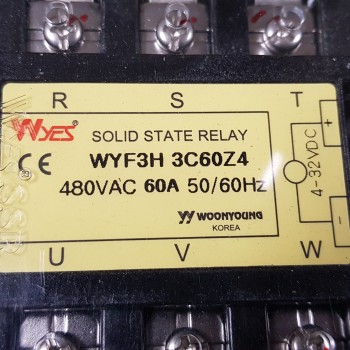 R S T
WYES SOLID STATE RELAY
CE WYF3H 3C60Z4
480VAC 60A 50/60Hz
4-32VDC
+
WOONYOUNG
KOREA
U V W